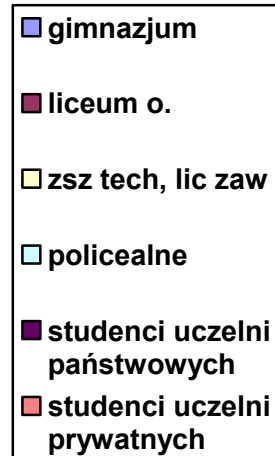 gimnazjum
liceum o.
zsz tech, lic zaw
policealne
studenci uczelni
państwowych
studenci uczelni
prywatnych